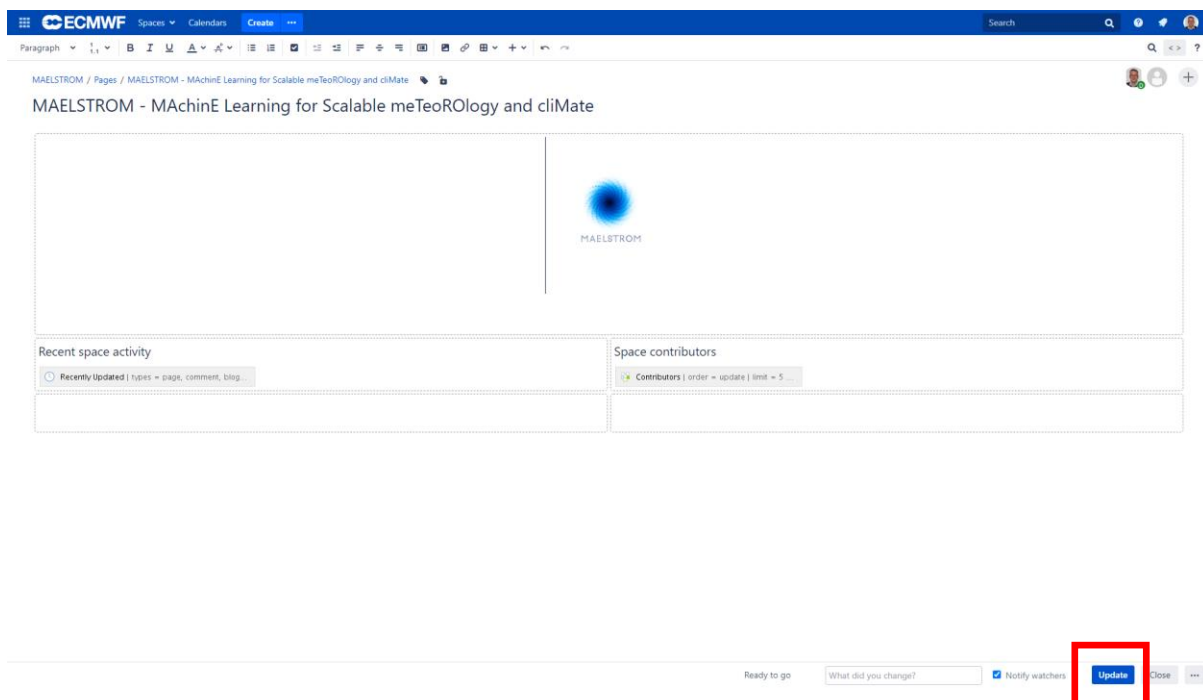 ECMWF Spaces Calendars Create ... Search
Paragraph 1,1 B I U A
MAELSTROM / Pages / MAELSTROM - MAchinE Learning for Scalable meTeoROlogy and cliMate
MAELSTROM - MAchinE Learning for Scalable meTeoROlogy and cliMate
MAELSTROM
Recent space activity
Space contributors
Recently Updated | types = page, comment, blog...
Contributors | order = update | limit = 5 ...
Ready to go What did you change? Notify watchers Update Close ...